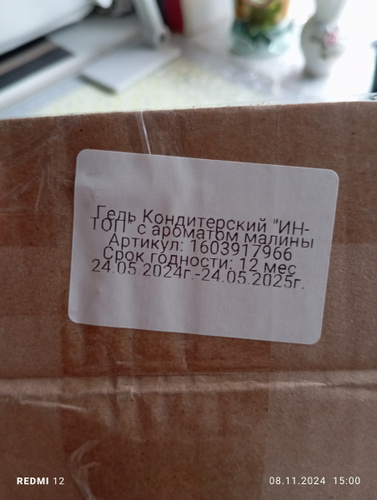 Гель Кондитерский "ИН-
ТОП" с ароматом малины
Артикул: 1603917966
Срок годности: 12 мес
24.05 2024г.-24.05.2025г.
REDMI 12
08.11.2024 15:00